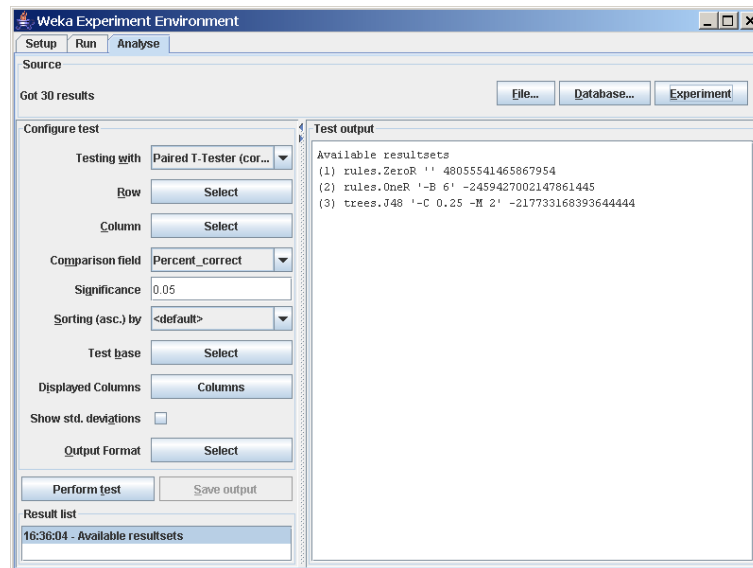 Weka Experiment Environment
Setup Run Analyse
Source
Got 30 results
File... Database... Experiment
Configure test
Testing with Paired T-Tester (cor...
Row Select
Column Select
Comparison field Percent_correct
Significance 0.05
Sorting (asc.) by <default>
Test base Select
Displayed Columns Columns
Show std. deviations
Output Format Select
Perform test Save output
Result list
16:36:04 - Available resultsets
Test output
Available resultsets
(1) rules.ZeroR '' 48055541465867954
(2) rules.OneR '-B 6' -2459427002147861445
(3) trees.J48 '-C 0.25 -M 2' -217733168393644444